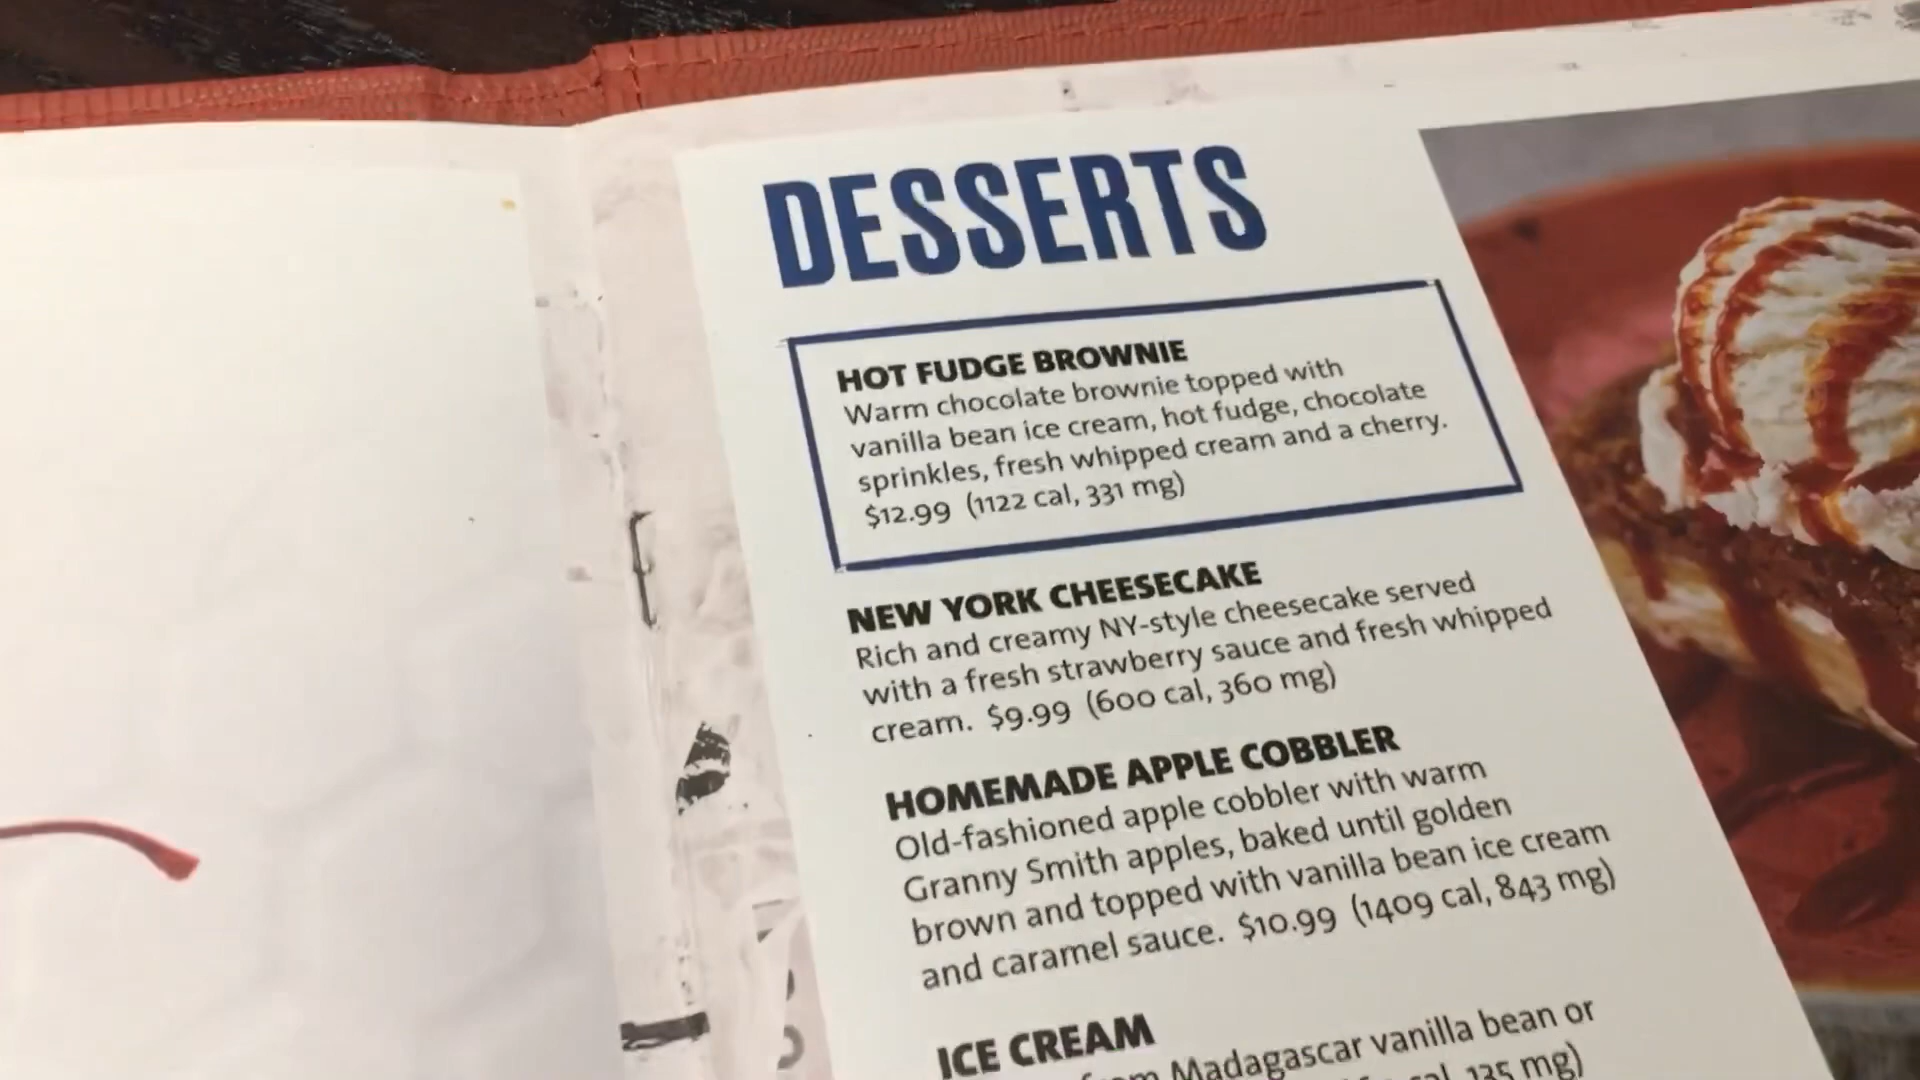 DESSERTS
HOT FUDGE BROWNIE
Warm chocolate brownie topped with
vanilla bean ice cream, hot fudge, chocolate
sprinkles, fresh whipped cream and a cherry.
$12.99 (1122 cal, 331 mg)
NEW YORK CHEESECAKE
Rich and creamy NY-style cheesecake served
with a fresh strawberry sauce and fresh whipped
cream. $9.99 (600 cal, 360 mg)
HOMEMADE APPLE COBBLER
Old-fashioned apple cobbler with warm
Granny Smith apples, baked until golden
brown and topped with vanilla bean ice cream
and caramel sauce. $10.99 (1409 cal, 843 mg)
ICE CREAM
Madagascar vanilla bean or
135 mg)